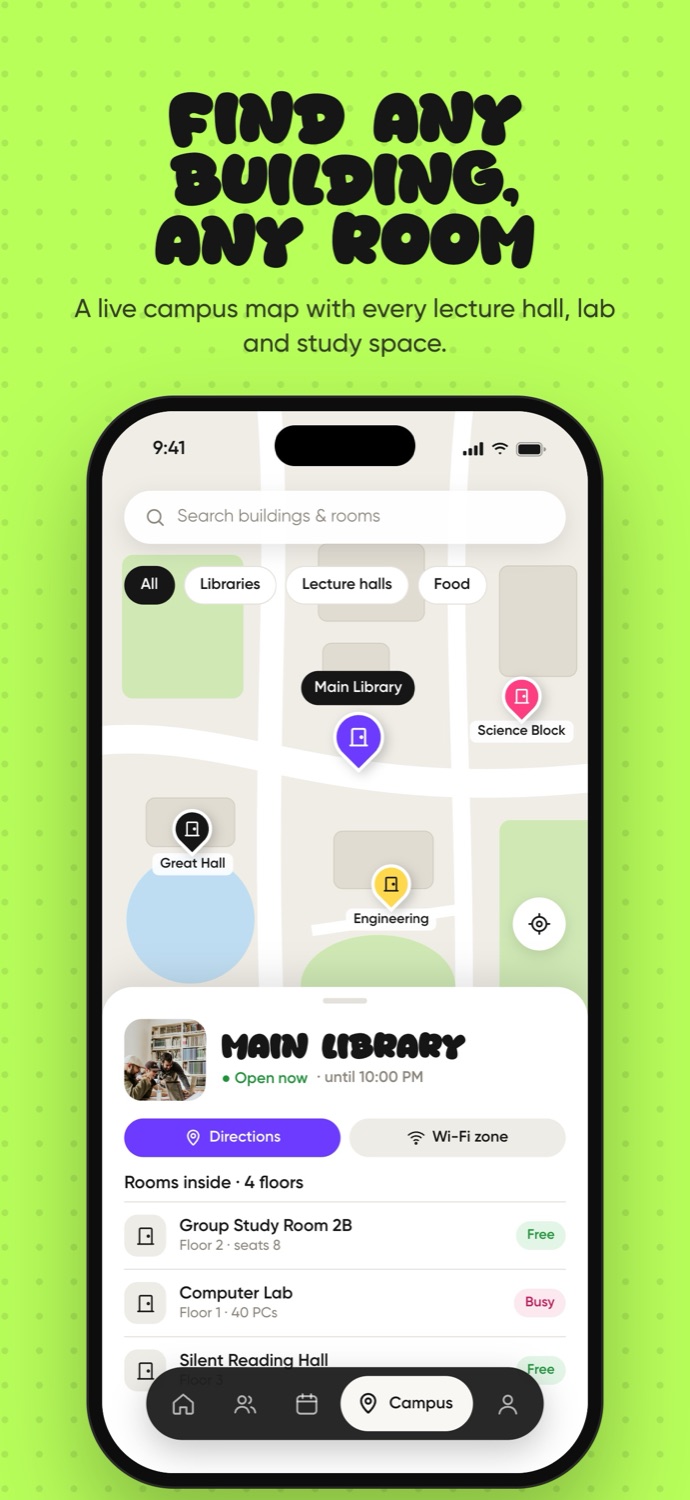 FIND ANY
BUILDING,
ANY ROOM
A live campus map with every lecture hall, lab
and study space.
9:41
Search buildings & rooms
All
Libraries
Lecture halls
Food
Main Library
Science Block
Great Hall
Engineering
MAIN LIBRARY
● Open now · until 10:00 PM
Directions
Wi-Fi zone
Rooms inside · 4 floors
Group Study Room 2B
Floor 2 · seats 8
Free
Computer Lab
Floor 1 · 40 PCs
Busy
Silent Reading Hall
Floor 3
Free
Campus